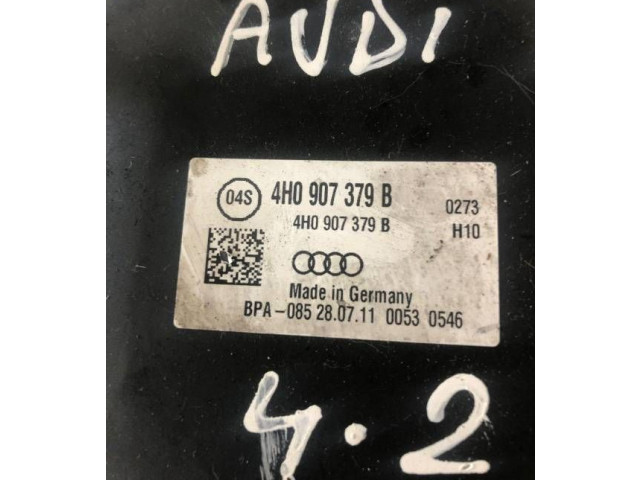 AUDI
04S 4H0 907 379 B 0273
4H0 907 379 B H10
Made in Germany
BPA-085 28.07.11 0053 0546
4.2